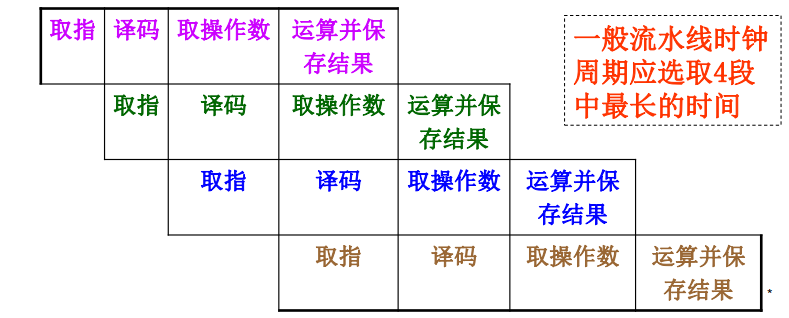 取指 译码 取操作数 运算并保
存结果
一般流水线时钟
周期应选取4段
中最长的时间
取指 译码 取操作数 运算并保
存结果
取指 译码 取操作数 运算并保
存结果
取指 译码 取操作数 运算并保
存结果
*